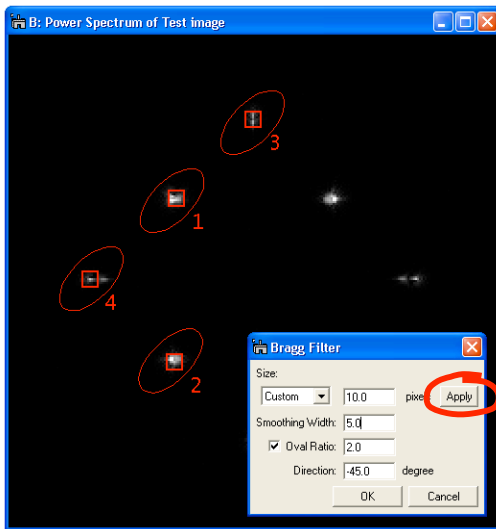 B: Power Spectrum of Test image
3
1
4
2
Bragg Filter
Size:
Custom 10.0 pixels Apply
Smoothing Width: 5.0
Oval Ratio: 2.0
Direction: -45.0 degree
OK Cancel